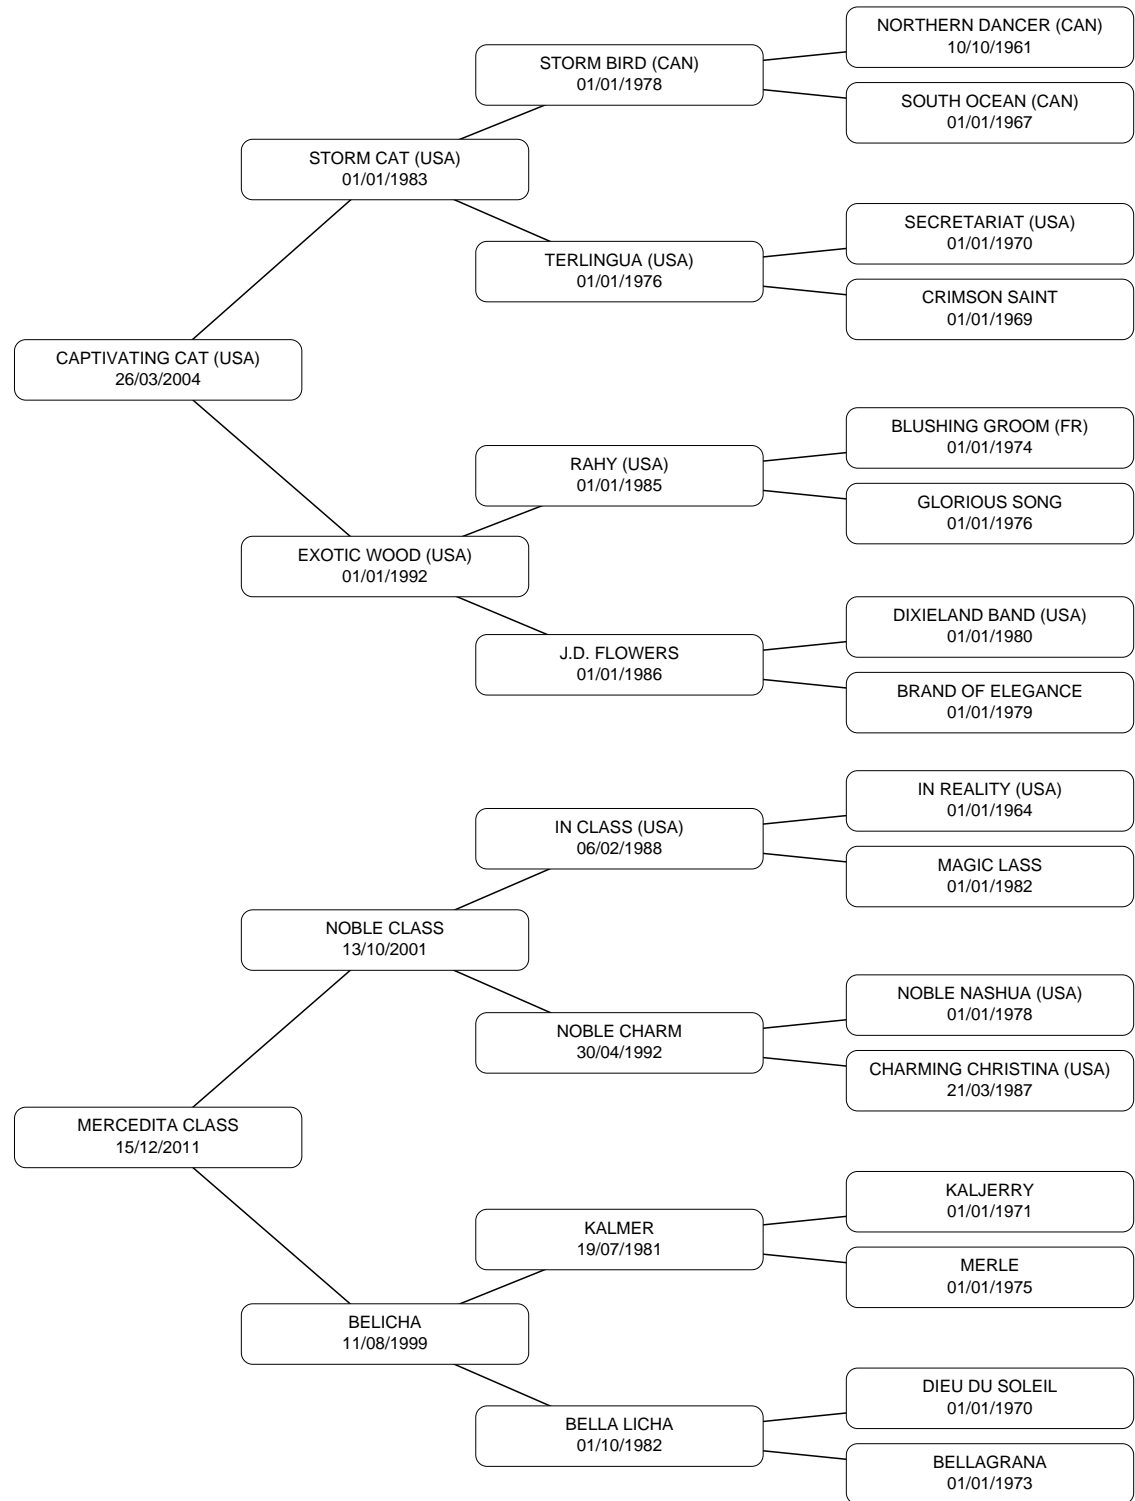 NORTHERN DANCER (CAN)
10/10/1961
STORM BIRD (CAN)
01/01/1978
SOUTH OCEAN (CAN)
01/01/1967
STORM CAT (USA)
01/01/1983
SECRETARIAT (USA)
01/01/1970
TERLINGUA (USA)
01/01/1976
CRIMSON SAINT
01/01/1969
CAPTIVATING CAT (USA)
26/03/2004
BLUSHING GROOM (FR)
01/01/1974
RAHY (USA)
01/01/1985
GLORIOUS SONG
01/01/1976
EXOTIC WOOD (USA)
01/01/1992
DIXIELAND BAND (USA)
01/01/1980
J.D. FLOWERS
01/01/1986
BRAND OF ELEGANCE
01/01/1979
IN REALITY (USA)
01/01/1964
IN CLASS (USA)
06/02/1988
MAGIC LASS
01/01/1982
NOBLE CLASS
13/10/2001
NOBLE NASHUA (USA)
01/01/1978
NOBLE CHARM
30/04/1992
CHARMING CHRISTINA (USA)
21/03/1987
MERCEDITA CLASS
15/12/2011
KALJERRY
01/01/1971
KALMER
19/07/1981
MERLE
01/01/1975
BELICHA
11/08/1999
DIEU DU SOLEIL
01/01/1970
BELLA LICHA
01/10/1982
BELLAGRANA
01/01/1973